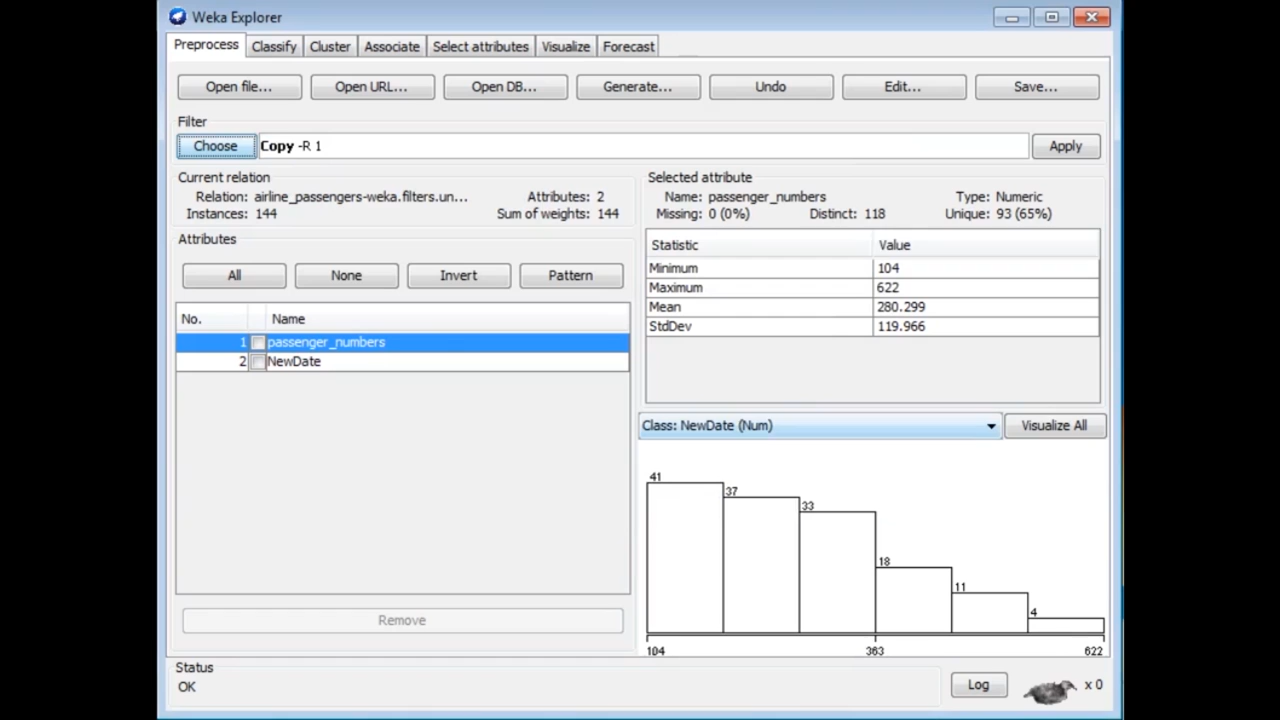 Weka Explorer
Preprocess Classify Cluster Associate Select attributes Visualize Forecast
Open file... Open URL... Open DB... Generate... Undo Edit... Save...
Filter
Choose Copy -R 1 Apply
Current relation
Relation: airline_passengers-weka.filters.un... Attributes: 2
Instances: 144 Sum of weights: 144
Attributes
All None Invert Pattern
No. Name
1 passenger_numbers
2 NewDate
Remove
Selected attribute
Name: passenger_numbers Type: Numeric
Missing: 0 (0%) Distinct: 118 Unique: 93 (65%)
Statistic Value
Minimum 104
Maximum 622
Mean 280.299
StdDev 119.966
Class: NewDate (Num) Visualize All
41
37
33
18
11
4
104 363 622
Status
OK
Log x 0